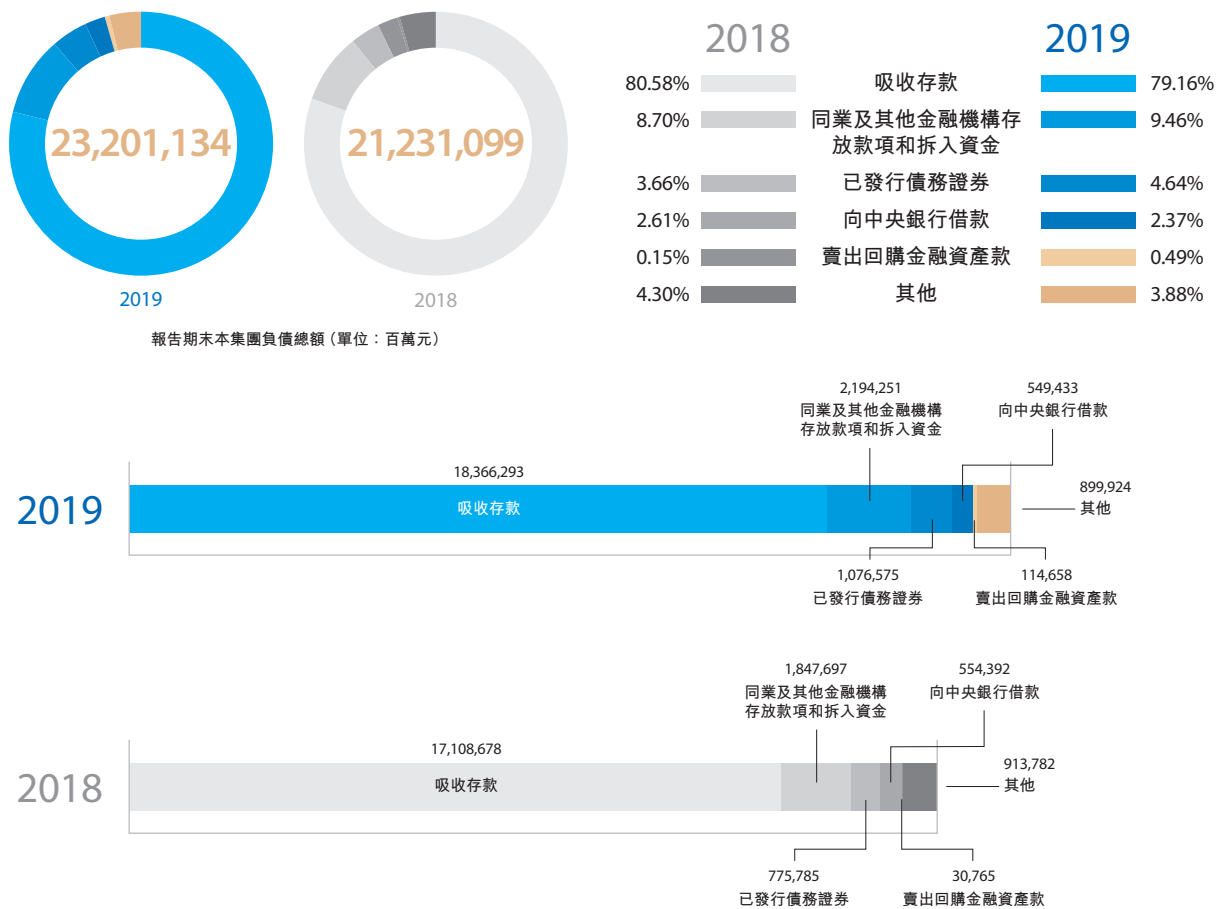 23,201,134
2019
21,231,099
2018
報告期末本集團負債總額（單位：百萬元）
2018 2019
80.58% 吸收存款 79.16%
8.70% 同業及其他金融機構存 9.46%
放款項和拆入資金
3.66% 已發行債務證券 4.64%
2.61% 向中央銀行借款 2.37%
0.15% 賣出回購金融資產款 0.49%
4.30% 其他 3.88%
2,194,251
同業及其他金融機構
存放款項和拆入資金
549,433
向中央銀行借款
2019
18,366,293
吸收存款
899,924
其他
1,076,575
已發行債務證券
114,658
賣出回購金融資產款
1,847,697
同業及其他金融機構
存放款項和拆入資金
554,392
向中央銀行借款
2018
17,108,678
吸收存款
913,782
其他
775,785
已發行債務證券
30,765
賣出回購金融資產款